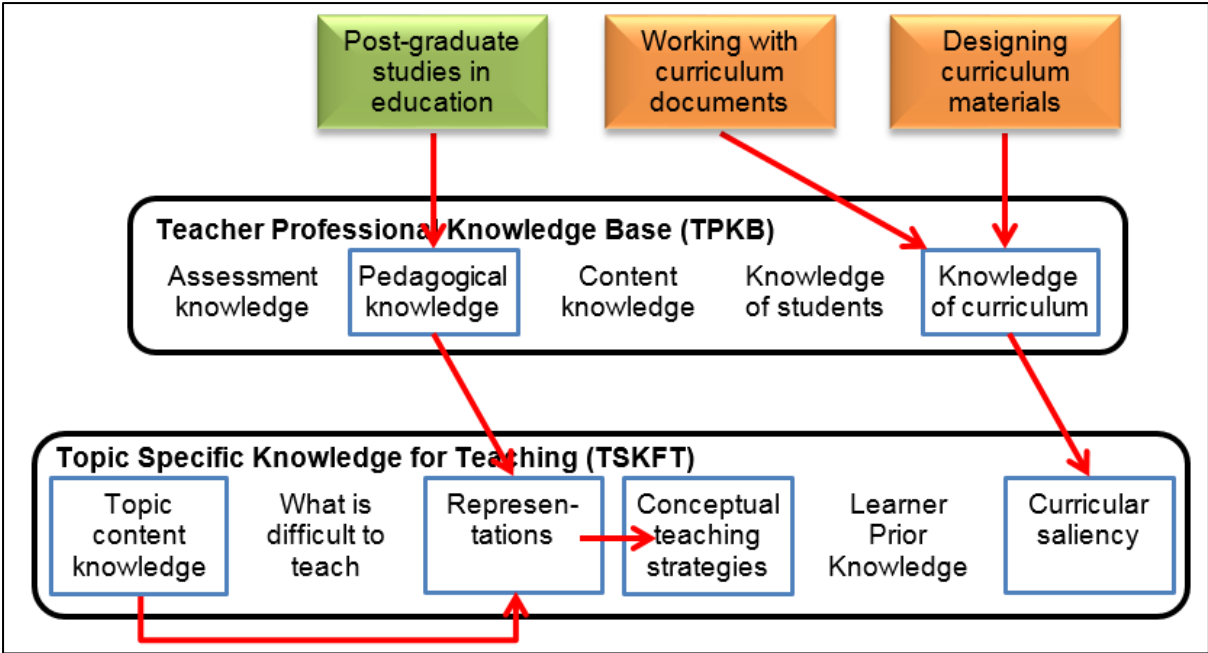 Post-graduate
studies in
education
Working with
curriculum
documents
Designing
curriculum
materials
Teacher Professional Knowledge Base (TPKB)
Assessment
knowledge
Pedagogical
knowledge
Content
knowledge
Knowledge
of students
Knowledge
of curriculum
Topic Specific Knowledge for Teaching (TSKFT)
Topic
content
knowledge
What is
difficult to
teach
Represen-
tations
Conceptual
teaching
strategies
Learner
Prior
Knowledge
Curricular
saliency